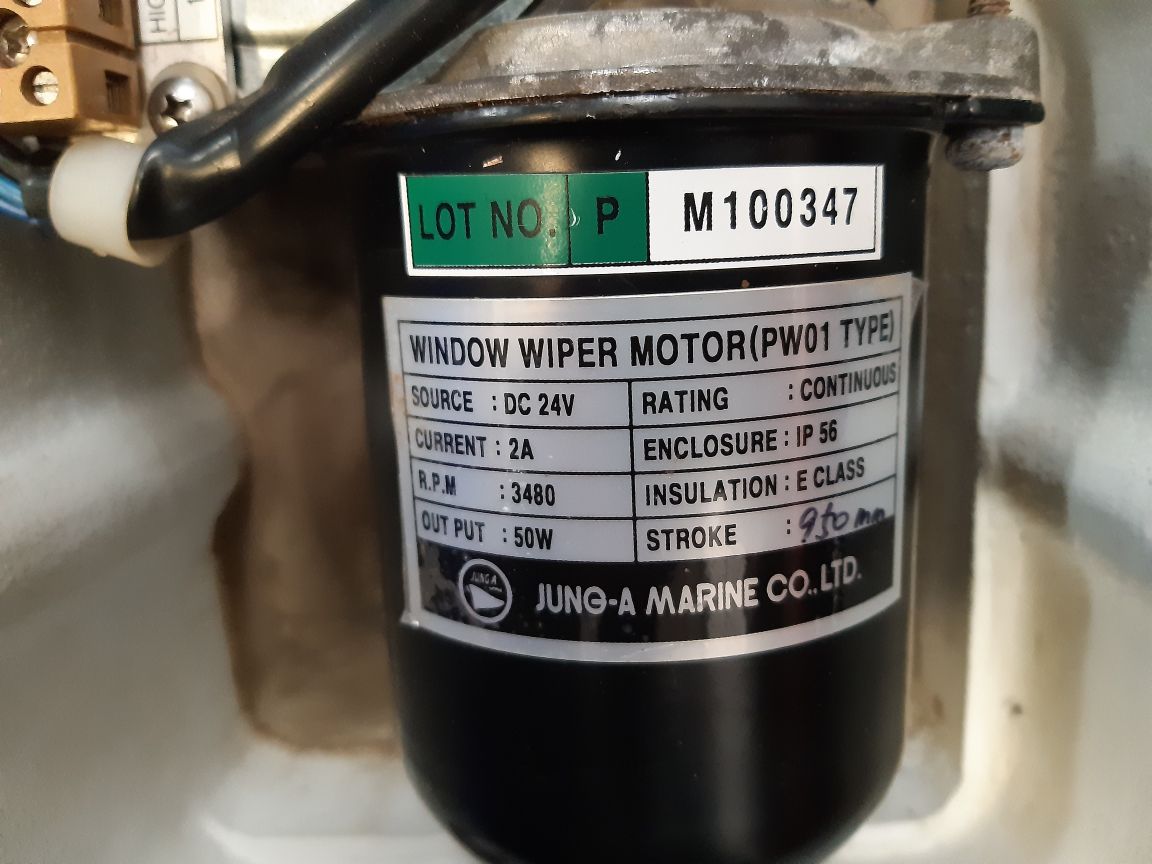 LOT NO. P M100347
WINDOW WIPER MOTOR(PW01 TYPE)
SOURCE : DC 24V RATING : CONTINUOUS
CURRENT : 2A ENCLOSURE : IP 56
R.P.M : 3480 INSULATION : E CLASS
OUT PUT : 50W STROKE : 950 mm
JUNG A
JUNG-A MARINE CO.,LTD.